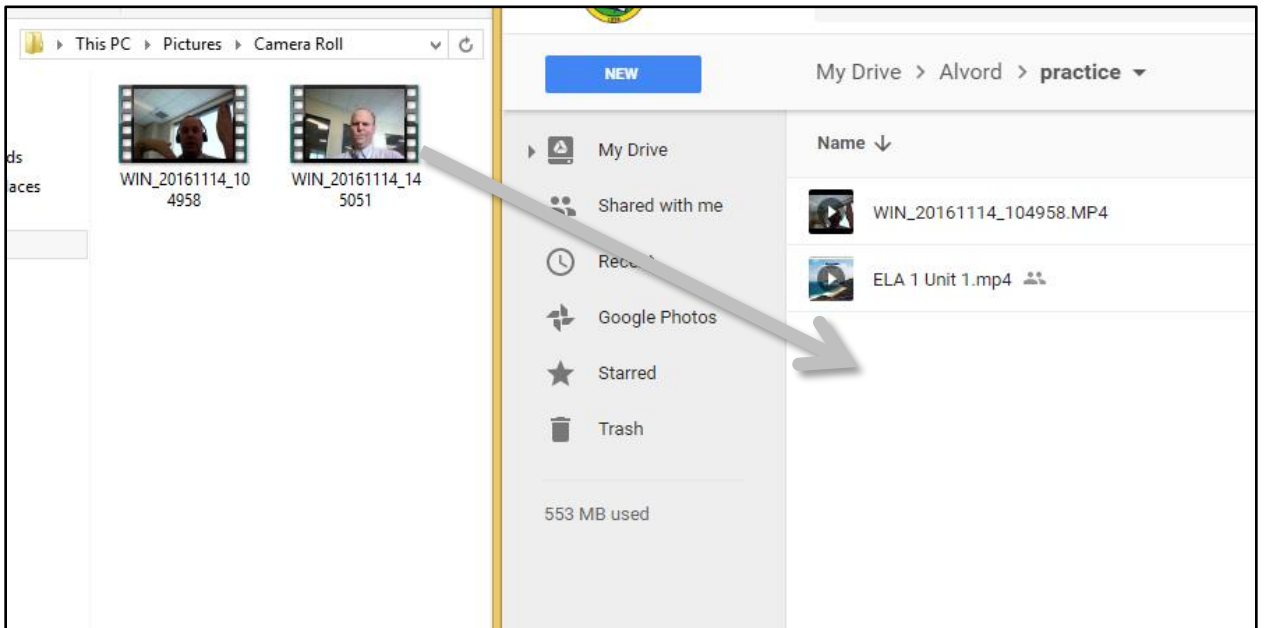 This PC Pictures Camera Roll
ds
aces
WIN_20161114_10
4958
WIN_20161114_14
5051
NEW
My Drive > Alvord > practice
My Drive
Shared with me
Google Photos
Starred
Trash
553 MB used
Name
WIN_20161114_104958.MP4
ELA 1 Unit 1.mp4